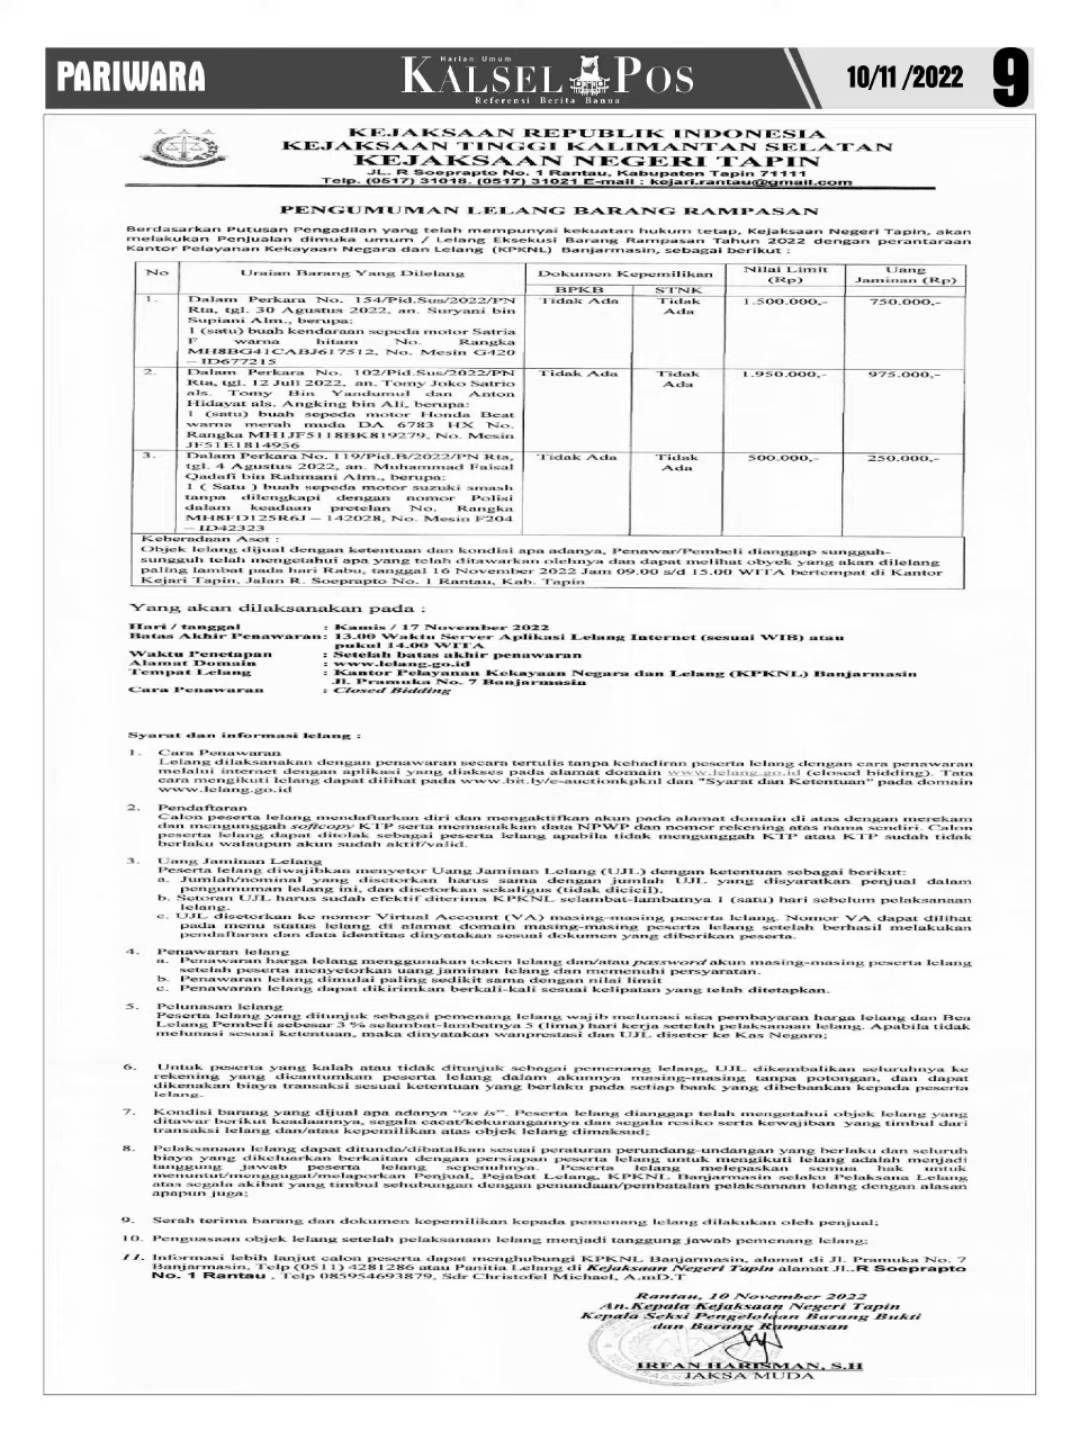 PARIWARA
Harian Umum
KALSEL POS
Referensi Berita Banua
10/11 /2022
9
KEJAKSAAN REPUBLIK INDONESIA
KEJAKSAAN TINGGI KALIMANTAN SELATAN
KEJAKSAAN NEGERI TAPIN
JL. R Soeprapto No. 1 Rantau, Kabupaten Tapin 71111
Telp. (0517) 31018. (0517) 31021 E-mail : kejari.rantau@gmail.com
PENGUMUMAN LELANG BARANG RAMPASAN
Berdasarkan Putusan Pengadilan yang telah mempunyai kekuatan hukum tetap, Kejaksaan Negeri Tapin, akan
melakukan Penjualan dimuka umum / Lelang Eksekusi Barang Rampasan Tahun 2022 dengan perantaraan
Kantor Pelayanan Kekayaan Negara dan Lelang (KPKNL) Banjarmasin, sebagai berikut :
No Uraian Barang Yang Dilelang Dokumen Kepemilikan Nilai Limit (Rp) Uang Jaminan (Rp)
BPKB STNK
1. Dalam Perkara No. 154/Pid.Sus/2022/PN Tidak Ada Tidak Ada 1.500.000,- 750.000,-
Rta, tgl. 30 Agustus 2022, an. Suryani bin
Supiani Alm., berupa:
1 (satu) buah kendaraan sepeda motor Satria
F warna hitam No. Rangka
MH8BG41CABJ617512, No. Mesin G420
– ID677215
2. Dalam Perkara No. 102/Pid.Sus/2022/PN Tidak Ada Tidak Ada 1.950.000,- 975.000,-
Rta, tgl. 12 Juli 2022, an. Tomy Joko Satrio
als. Tomy Bin Yandumul dan Anton
Hidayat als. Angking bin Ali, berupa:
1 (satu) buah sepeda motor Honda Beat
warna merah muda DA 6783 HX No.
Rangka MH1JF5118BK819279, No. Mesin
JF51E1814956
3. Dalam Perkara No. 119/Pid.B/2022/PN Rta, Tidak Ada Tidak Ada 500.000,- 250.000,-
tgl. 4 Agustus 2022, an. Muhammad Faisal
Qadafi bin Rahmani Alm., berupa:
1 ( Satu ) buah sepeda motor suzuki smash
tanpa dilengkapi dengan nomor Polisi
dalam keadaan pretelan No. Rangka
MH8FD125R6J – 142028, No. Mesin F204
– ID42323
Keberadaan Aset :
Objek lelang dijual dengan ketentuan dan kondisi apa adanya, Penawar/Pembeli dianggap sungguh-
sungguh telah mengetahui apa yang telah ditawarkan olehnya dan dapat melihat obyek yang akan dilelang
paling lambat pada hari Rabu, tanggal 16 November 2022 Jam 09.00 s/d 15.00 WITA bertempat di Kantor
Kejari Tapin, Jalan R. Soeprapto No. 1 Rantau, Kab. Tapin
Yang akan dilaksanakan pada :
Hari / tanggal : Kamis / 17 November 2022
Batas Akhir Penawaran: 13.00 Waktu Server Aplikasi Lelang Internet (sesuai WIB) atau
pukul 14.00 WITA
Waktu Penetapan : Setelah batas akhir penawaran
Alamat Domain : www.lelang.go.id
Tempat Lelang : Kantor Pelayanan Kekayaan Negara dan Lelang (KPKNL) Banjarmasin
Jl. Pramuka No. 7 Banjarmasin
Cara Penawaran : Closed Bidding
Syarat dan informasi lelang :
1. Cara Penawaran
Lelang dilaksanakan dengan penawaran secara tertulis tanpa kehadiran peserta lelang dengan cara penawaran
melalui internet dengan aplikasi yang diakses pada alamat domain www.lelang.go.id (closed bidding). Tata
cara mengikuti lelang dapat dilihat pada www.bit.ly/e-auctionkpknl dan "Syarat dan Ketentuan" pada domain
www.lelang.go.id
2. Pendaftaran
Calon peserta lelang mendaftarkan diri dan mengaktifkan akun pada alamat domain di atas dengan merekam
dan mengunggah softcopy KTP serta memasukkan data NPWP dan nomor rekening atas nama sendiri. Calon
peserta lelang dapat ditolak sebagai peserta lelang apabila tidak mengunggah KTP atau KTP sudah tidak
berlaku walaupun akun sudah aktif/valid.
3. Uang Jaminan Lelang
Peserta lelang diwajibkan menyetor Uang Jaminan Lelang (UJL) dengan ketentuan sebagai berikut:
a. Jumlah/nominal yang disetorkan harus sama dengan jumlah UJL yang disyaratkan penjual dalam
pengumuman lelang ini, dan disetorkan sekaligus (tidak dicicil).
b. Setoran UJL harus sudah efektif diterima KPKNL selambat-lambatnya 1 (satu) hari sebelum pelaksanaan
lelang.
c. UJL disetorkan ke nomor Virtual Account (VA) masing-masing peserta lelang. Nomor VA dapat dilihat
pada menu status lelang di alamat domain masing-masing peserta lelang setelah berhasil melakukan
pendaftaran dan data identitas dinyatakan sesuai dokumen yang diberikan peserta.
4. Penawaran lelang
a. Penawaran harga lelang menggunakan token lelang dan/atau password akun masing-masing peserta lelang
setelah peserta menyetorkan uang jaminan lelang dan memenuhi persyaratan.
b. Penawaran lelang dimulai paling sedikit sama dengan nilai limit
c. Penawaran lelang dapat dikirimkan berkali-kali sesuai kelipatan yang telah ditetapkan.
5. Pelunasan lelang
Peserta lelang yang ditunjuk sebagai pemenang lelang wajib melunasi sisa pembayaran harga lelang dan Bea
Lelang Pembeli sebesar 3 % selambat-lambatnya 5 (lima) hari kerja setelah pelaksanaan lelang. Apabila tidak
melunasi sesuai ketentuan, maka dinyatakan wanprestasi dan UJL disetor ke Kas Negara;
6. Untuk peserta yang kalah atau tidak ditunjuk sebagai pemenang lelang, UJL dikembalikan seluruhnya ke
rekening yang dicantumkan peserta lelang dalam akunnya masing-masing tanpa potongan, dan dapat
dikenakan biaya transaksi sesuai ketentuan yang berlaku pada setiap bank yang dibebankan kepada peserta
lelang.
7. Kondisi barang yang dijual apa adanya "as is". Peserta lelang dianggap telah mengetahui objek lelang yang
ditawar berikut keadaannya, segala cacat/kekurangannya dan segala resiko serta kewajiban yang timbul dari
transaksi lelang dan/atau kepemilikan atas objek lelang dimaksud;
8. Pelaksanaan lelang dapat ditunda/dibatalkan sesuai peraturan perundang-undangan yang berlaku dan seluruh
biaya yang dikeluarkan berkaitan dengan persiapan peserta lelang untuk mengikuti lelang adalah menjadi
tanggung jawab peserta lelang sepenuhnya. Peserta lelang melepaskan semua hak untuk
menuntut/menggugat/melaporkan Penjual, Pejabat Lelang, KPKNL Banjarmasin selaku Pelaksana Lelang
atas segala akibat yang timbul sehubungan dengan penundaan/pembatalan pelaksanaan lelang dengan alasan
apapun juga;
9. Serah terima barang dan dokumen kepemilikan kepada pemenang lelang dilakukan oleh penjual;
10. Penguasaan objek lelang setelah pelaksanaan lelang menjadi tanggung jawab pemenang lelang;
11. Informasi lebih lanjut calon peserta dapat menghubungi KPKNL Banjarmasin, alamat di Jl. Pramuka No. 7
Banjarmasin, Telp (0511) 4281286 atau Panitia Lelang di Kejaksaan Negeri Tapin alamat Jl..R Soeprapto
No. 1 Rantau , Telp 085954693879, Sdr Christofel Michael, A.mD.T
Rantau, 10 November 2022
An.Kepala Kejaksaan Negeri Tapin
Kepala Seksi Pengelolaan Barang Bukti
dan Barang Rampasan
IRFAN HARISMAN, S.H
JAKSA MUDA